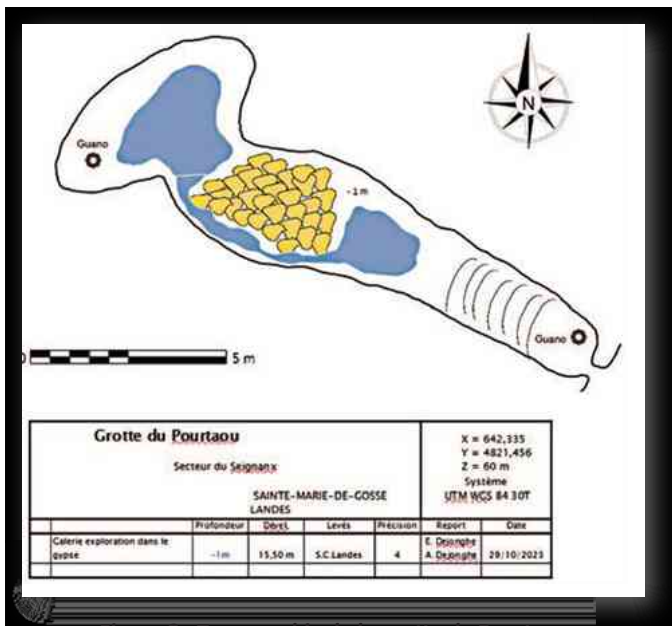 Guano
N
-1 m
Guano
0 5 m
Grotte du Pourtaou
Secteur du Seignanx
SAINTE-MARIE-DE-GOSSE
LANDES
X = 642,335
Y = 4821,456
Z = 60 m
Système
UTM WGS 84 30T
Profondeur Dével. Levés Précision Report Date
Galerie exploration dans le
gypse -1m 15,50 m S.C.Landes 4 E. Dejonghe
A. Dejonghe 29/10/2023